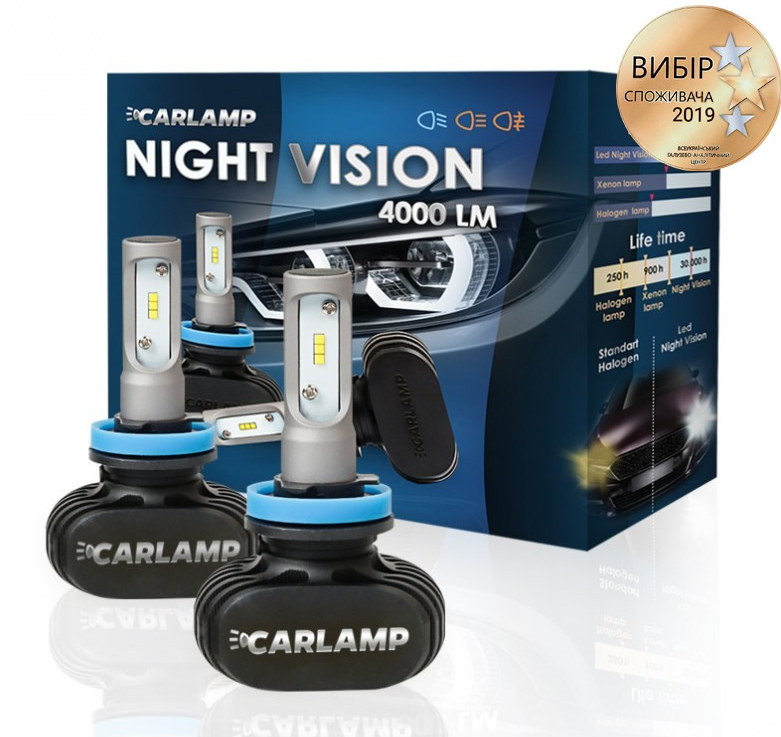 ВИБІР
СПОЖИВАЧА
2019
ВСЕУКРАЇНСЬКИЙ
ГАЛУЗЕВО-АНАЛІТИЧНИЙ
ЦЕНТР
CARLAMP
NIGHT VISION
4000 LM
Led Night Vision
Xenon lamp
Halogen lamp
Life time
250 h 900 h 30.000 h
Halogen lamp
Xenon lamp
Night Vision
Standart Halogen
Led Night Vision
CARLAMP
CARLAMP
CARLAMP
CARLAMP